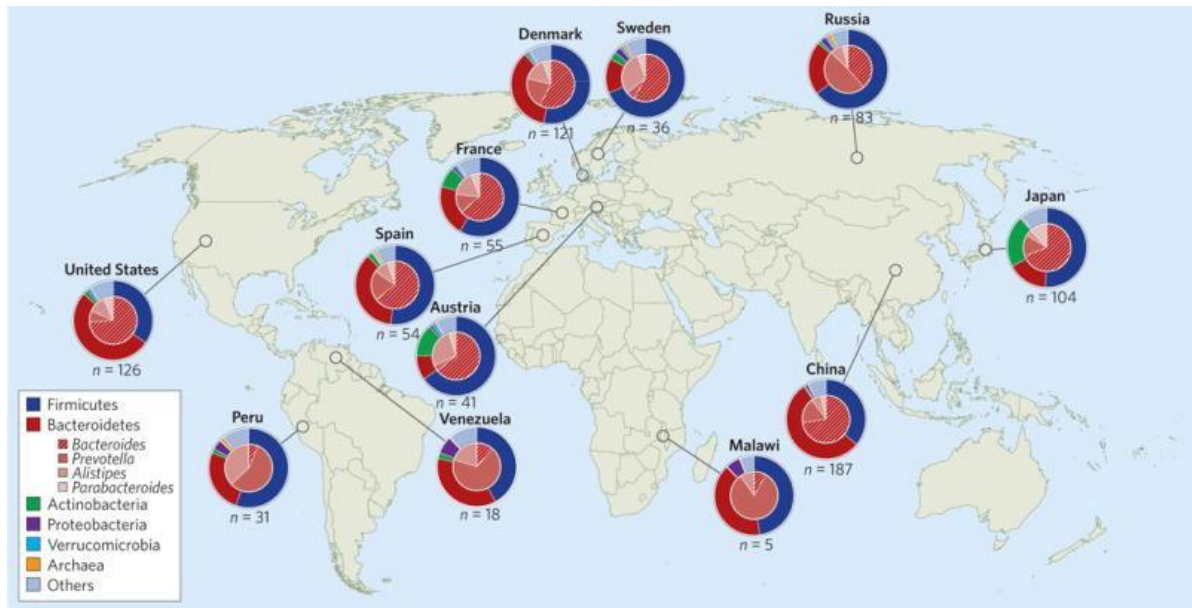 Denmark
n = 121
Sweden
n = 36
Russia
n = 83
France
n = 55
Japan
n = 104
Spain
n = 54
United States
n = 126
Austria
n = 41
China
n = 187
Peru
n = 31
Venezuela
n = 18
Malawi
n = 5
Firmicutes
Bacteroidetes
Bacteroides
Prevotella
Alistipes
Parabacteroides
Actinobacteria
Proteobacteria
Verrucomicrobia
Archaea
Others